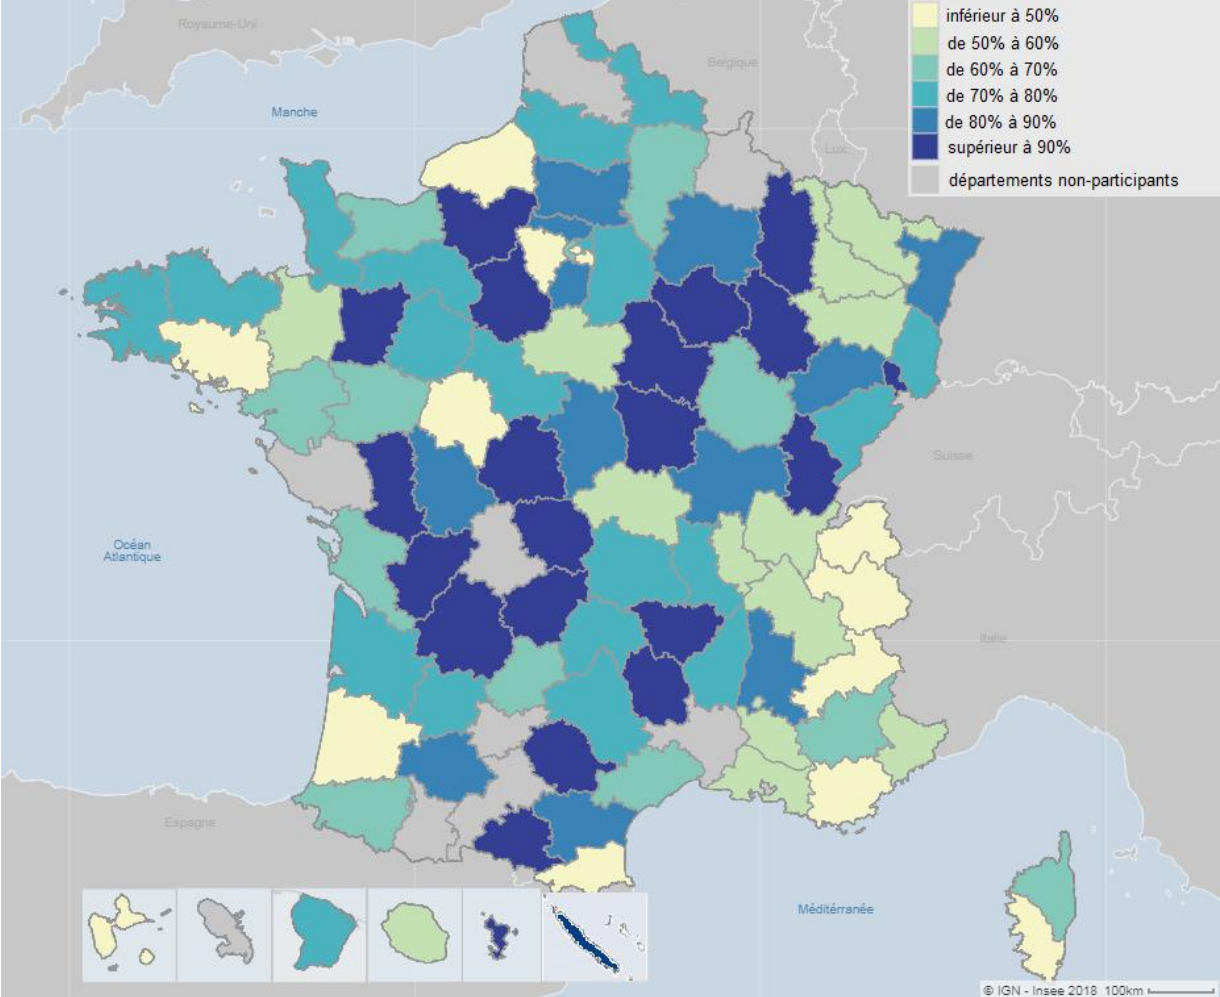 Royaume-Uni
inférieur à 50%
de 50% à 60%
de 60% à 70%
de 70% à 80%
de 80% à 90%
supérieur à 90%
départements non-participants
Belgique
Manche
Lux.
Suisse
Océan
Atlantique
Italie
Espagne
Méditérranée
© IGN - Insee 2018 100km